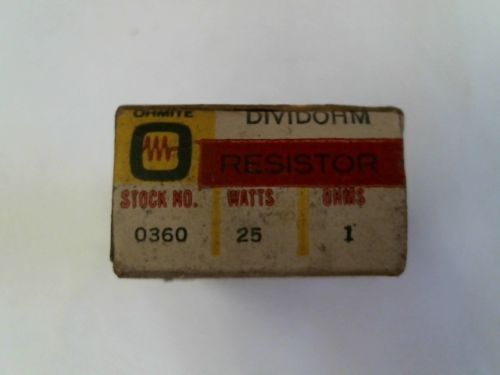 OHMITE
DIVIDOHM
RESISTOR
STOCK NO. WATTS OHMS
0360 25 1